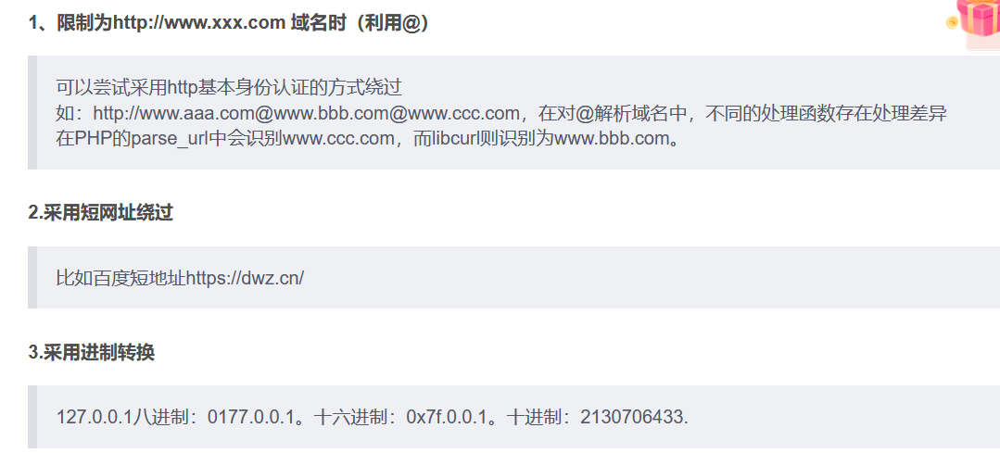 1、限制为http://www.xxx.com 域名时（利用@）
可以尝试采用http基本身份认证的方式绕过
如：http://www.aaa.com@www.bbb.com@www.ccc.com，在对@解析域名中，不同的处理函数存在处理差异
在PHP的parse_url中会识别www.ccc.com，而libcurl则识别为www.bbb.com。
2.采用短网址绕过
比如百度短地址https://dwz.cn/
3.采用进制转换
127.0.0.1八进制：0177.0.0.1。十六进制：0x7f.0.0.1。十进制：2130706433.